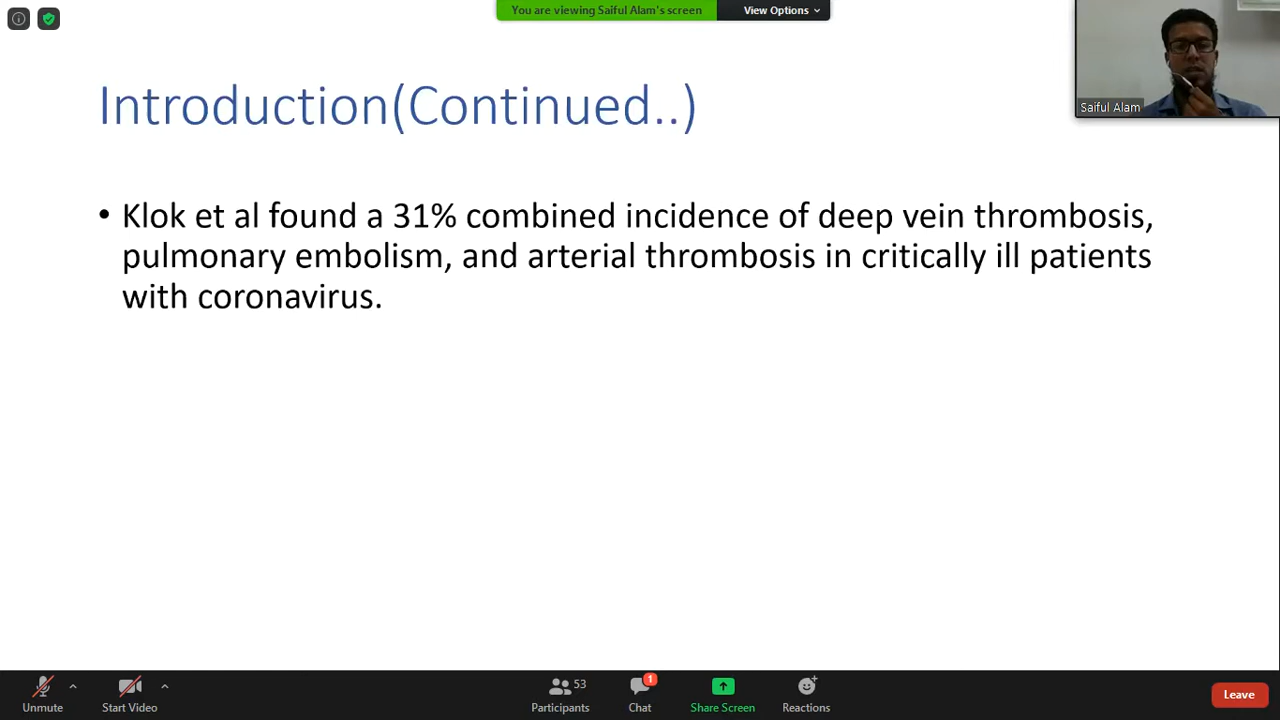 You are viewing Saiful Alam's screen
View Options
Introduction(Continued..)
Saiful Alam
• Klok et al found a 31% combined incidence of deep vein thrombosis,
pulmonary embolism, and arterial thrombosis in critically ill patients
with coronavirus.
53
1
Unmute
Start Video
Participants
Chat
Share Screen
Reactions
Leave